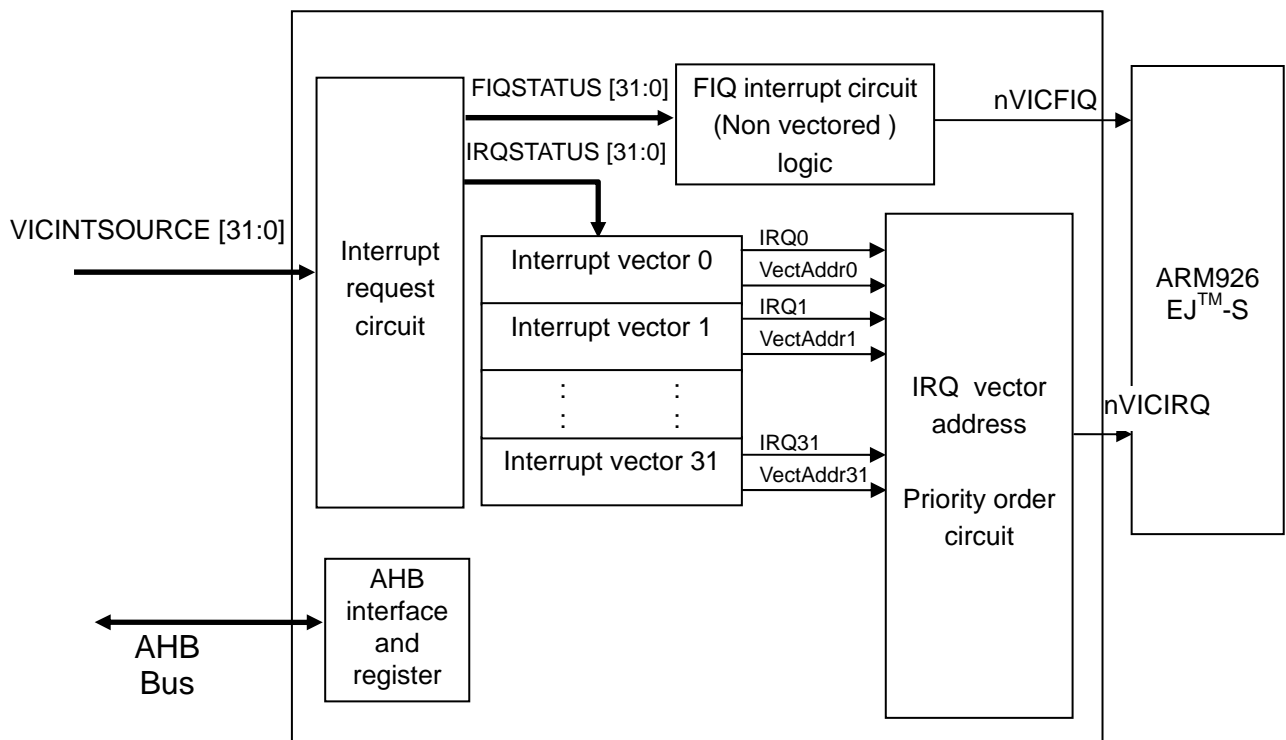 FIQSTATUS [31:0]
IRQSTATUS [31:0]
FIQ interrupt circuit
(Non vectored )
logic
nVICFIQ
VICINTSOURCE [31:0]
Interrupt
request
circuit
Interrupt vector 0
Interrupt vector 1
: :
: :
Interrupt vector 31
IRQ0
VectAddr0
IRQ1
VectAddr1
IRQ31
VectAddr31
IRQ vector
address
Priority order
circuit
nVICIRQ
ARM926
EJ™-S
AHB
interface
and
register
AHB
Bus